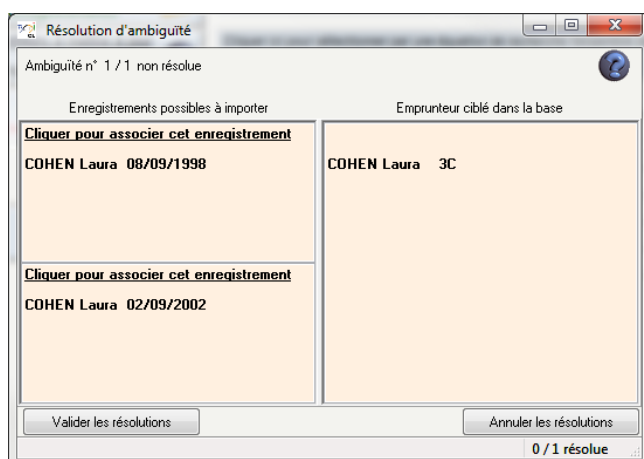 Résolution d'ambiguïté
Ambiguïté n° 1 / 1 non résolue
Enregistrements possibles à importer
Emprunteur ciblé dans la base
Cliquer pour associer cet enregistrement
COHEN Laura 08/09/1998
COHEN Laura 3C
Cliquer pour associer cet enregistrement
COHEN Laura 02/09/2002
Valider les résolutions
Annuler les résolutions
0 / 1 résolue